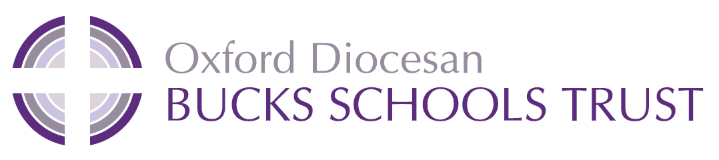 Oxford Diocesan
BUCKS SCHOOLS TRUST